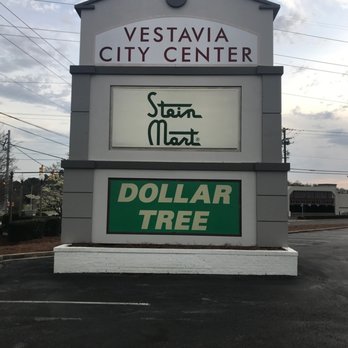 VESTAVIA
CITY CENTER
Stein
Mart
DOLLAR
TREE